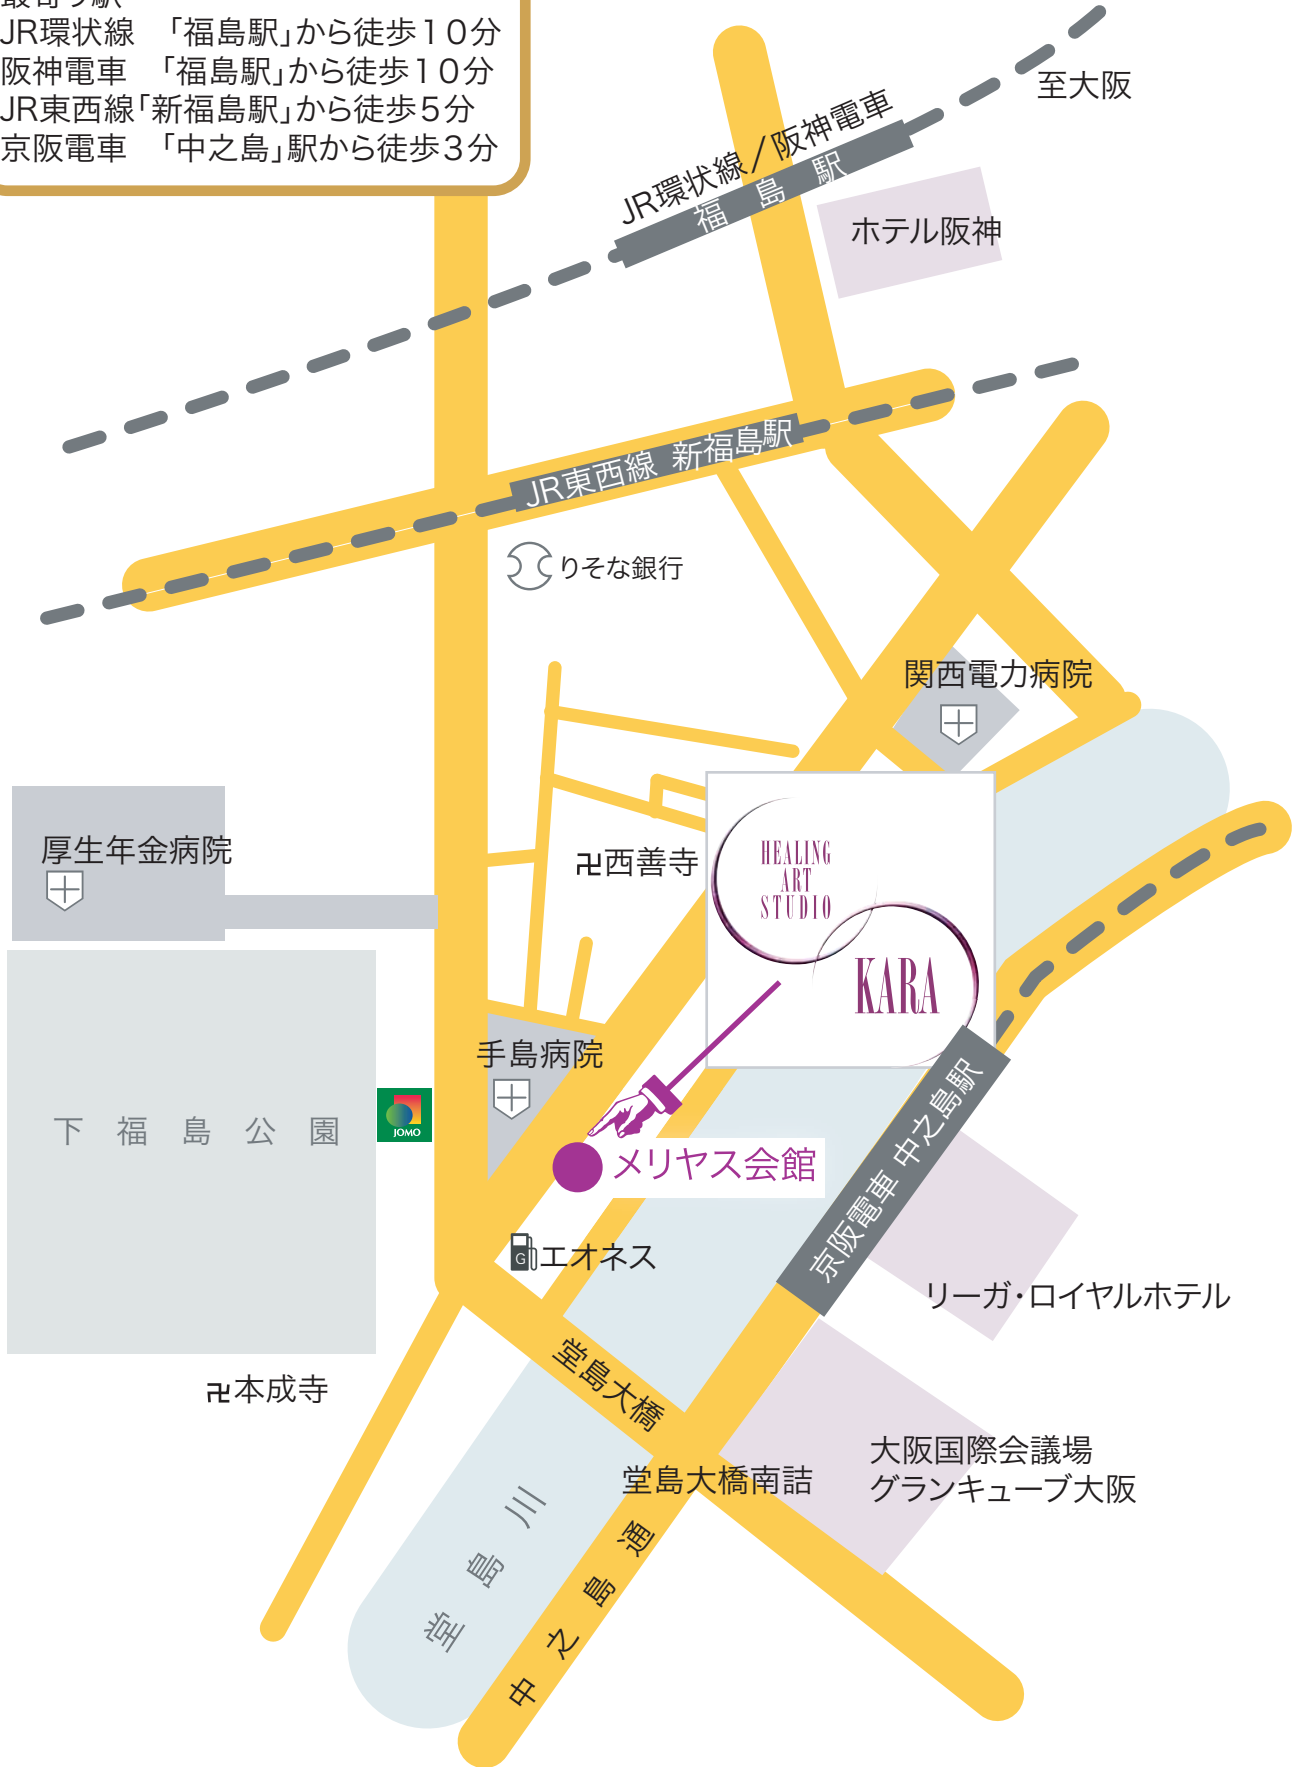 最寄り駅
JR環状線　「福島駅」から徒歩１０分
阪神電車　「福島駅」から徒歩１０分
JR東西線「新福島駅」から徒歩５分
京阪電車　「中之島」駅から徒歩３分
至大阪
JR環状線／阪神電車
福島駅
ホテル阪神
JR東西線 新福島駅
りそな銀行
関西電力病院
厚生年金病院
卍西善寺
HEALING
ART
STUDIO
KARA
手島病院
下福島公園
JOMO
メリヤス会館
京阪電車 中之島駅
G
エオネス
リーガ・ロイヤルホテル
堂島大橋
卍本成寺
大阪国際会議場
グランキューブ大阪
堂島大橋南詰
堂島川
中之島通